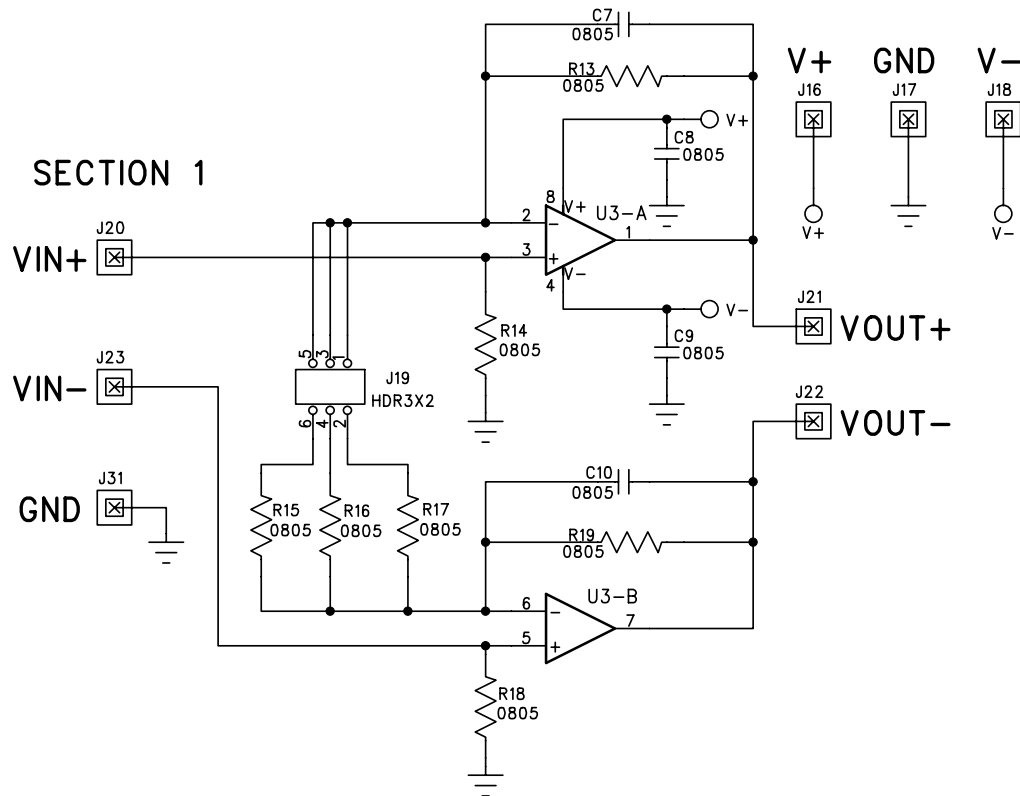 C7
0805
R13
0805
V+
GND
V-
J16
J17
J18
V+
C8
0805
SECTION 1
8
V+
U3-A
2
-
1
J20
VIN+
3
+
V-
4
V+
V-
V-
J21
VOUT+
C9
0805
R14
0805
5
3
1
J23
VIN-
J19
HDR3X2
6
4
2
J22
VOUT-
C10
0805
J31
GND
R15
0805
R16
0805
R17
0805
R19
0805
U3-B
6
-
7
5
+
R18
0805